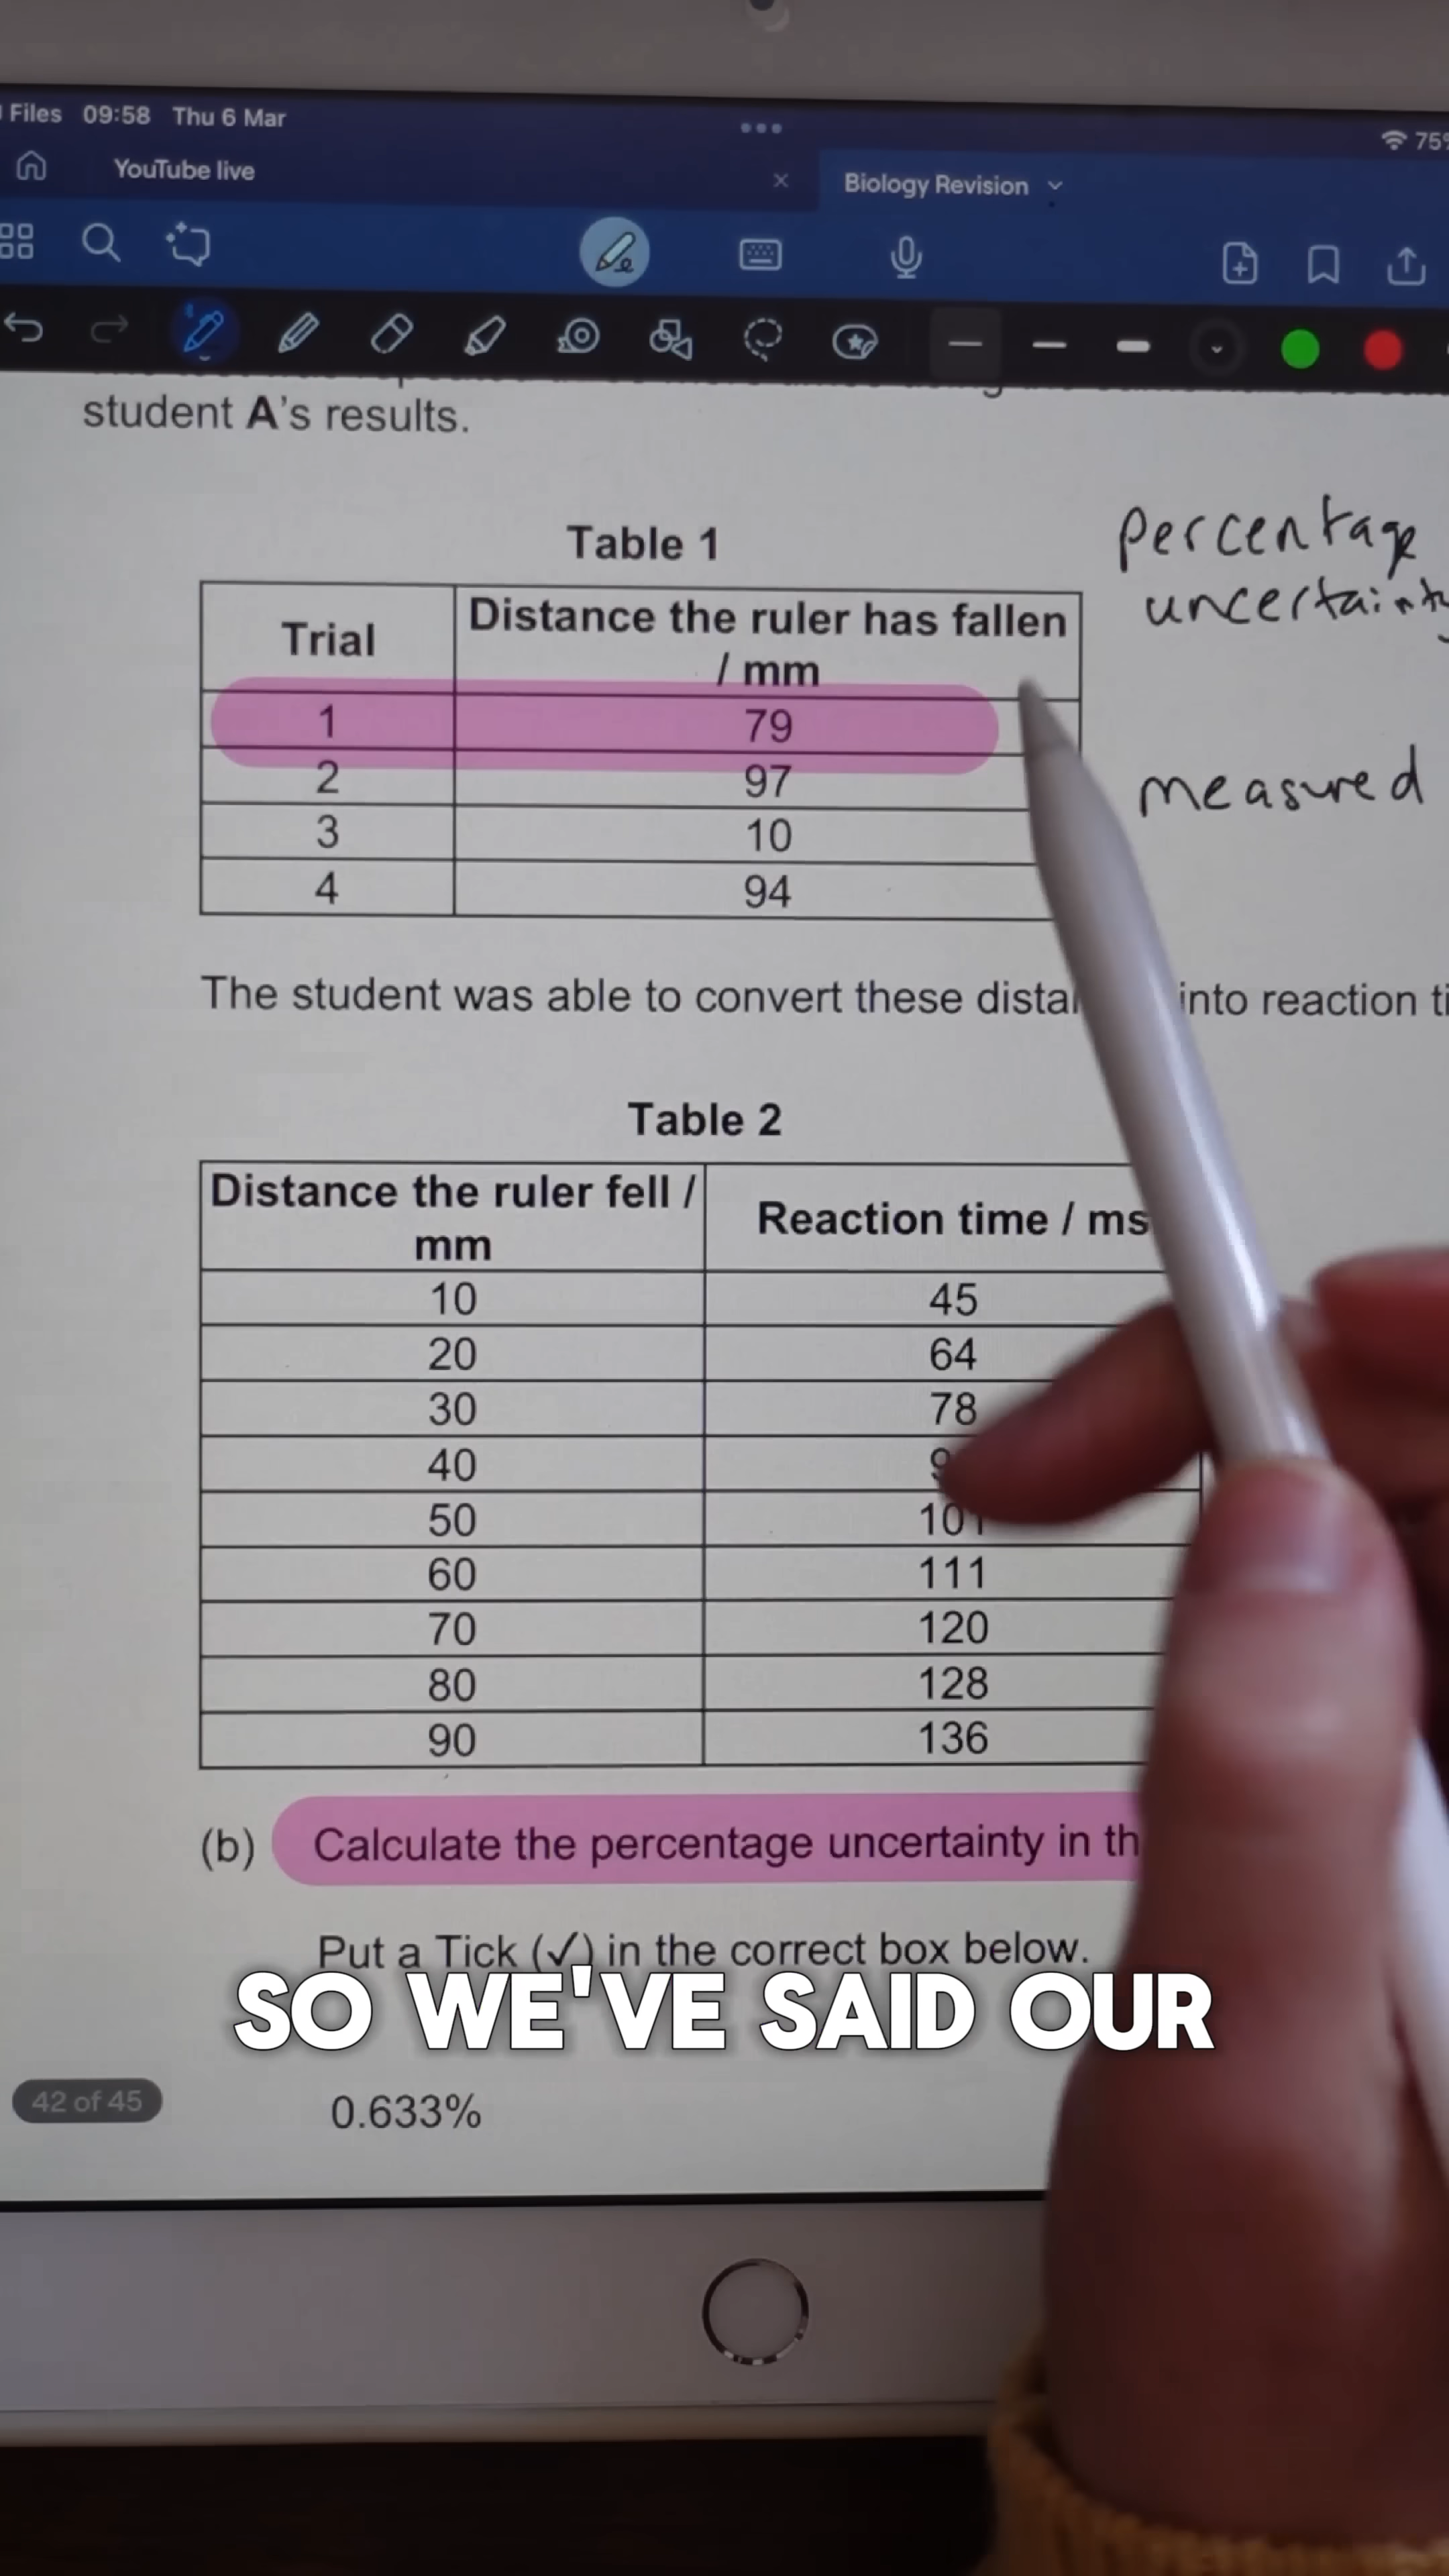 Files 09:58 Thu 6 Mar
YouTube live
Biology Revision
student A's results.
Table 1
Trial Distance the ruler has fallen / mm
1 79
2 97
3 10
4 94
percentage
uncertainty
measured
The student was able to convert these into reaction
Table 2
Distance the ruler fell / mm Reaction time / ms
10 45
20 64
30 78
40
50 101
60 111
70 120
80 128
90 136
(b) Calculate the percentage uncertainty in
Put a Tick (✓) in the correct box below.
SO WE'VE SAID OUR
42 of 45
0.633%